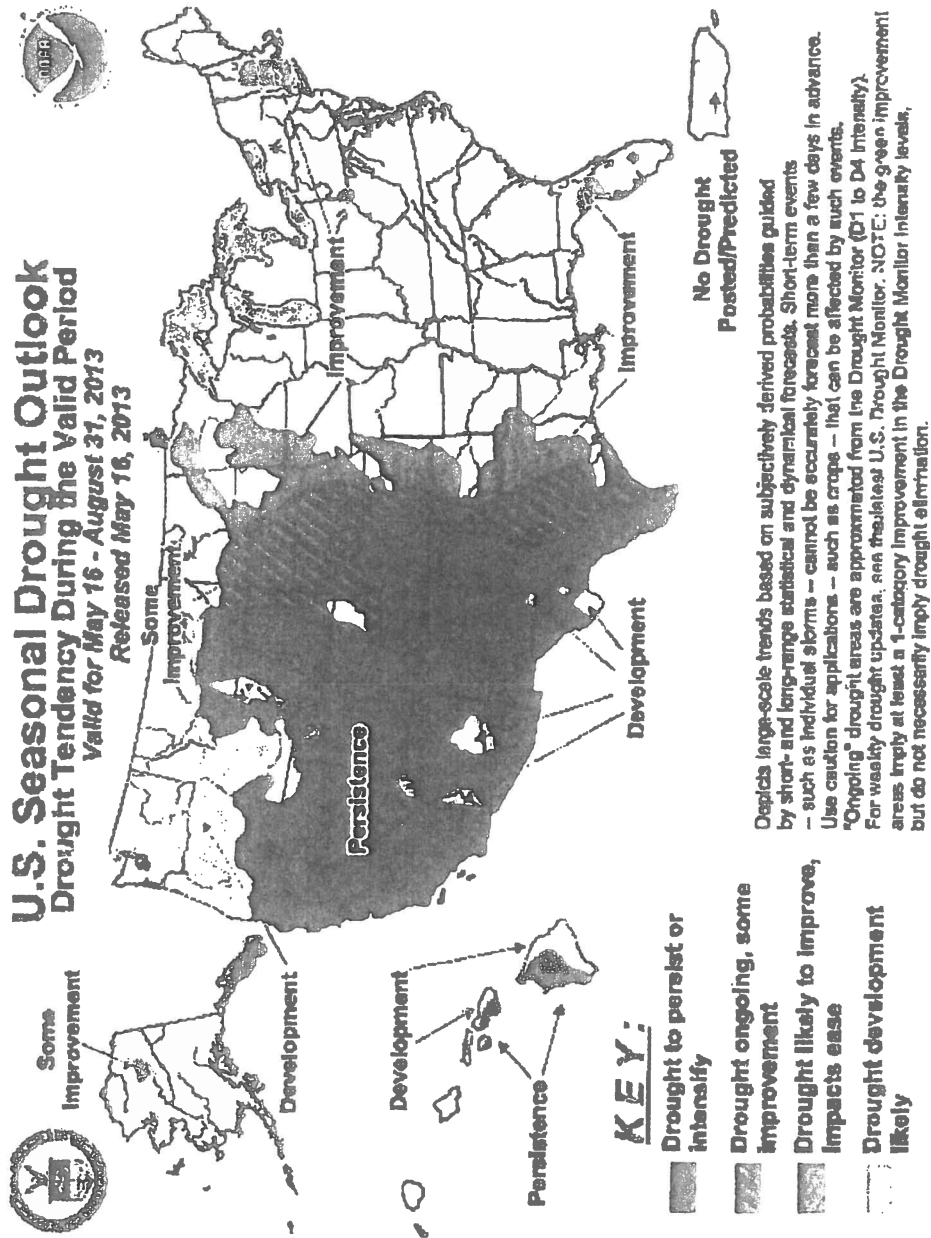 U.S. Seasonal Drought Outlook
Drought Tendency During the Valid Period
Valid for May 16 - August 31, 2013
Released May 16, 2013
NOAA
Some
Improvement
Development
Development
Persistence
Some
Improvement
Persistence
Improvement
Improvement
Improvement
Development
No Drought
Posted/Predicted
KEY:
Drought to persist or
intensify
Drought ongoing, some
improvement
Drought likely to improve,
impacts ease
Drought development
likely
Depicts large-scale trends based on subjectively derived probabilities guided
by short- and long-range statistical and dynamical forecasts. Short-term events
– such as individual storms – cannot be accurately forecast more than a few days in advance.
Use caution for applications – such as crops – that can be affected by such events.
"Ongoing" drought areas are approximated from the Drought Monitor (D1 to D4 intensity).
For weekly drought updates, see the latest U.S. Drought Monitor. NOTE: the green improvement
areas imply at least a 1-category improvement in the Drought Monitor intensity levels,
but do not necessarily imply drought elimination.